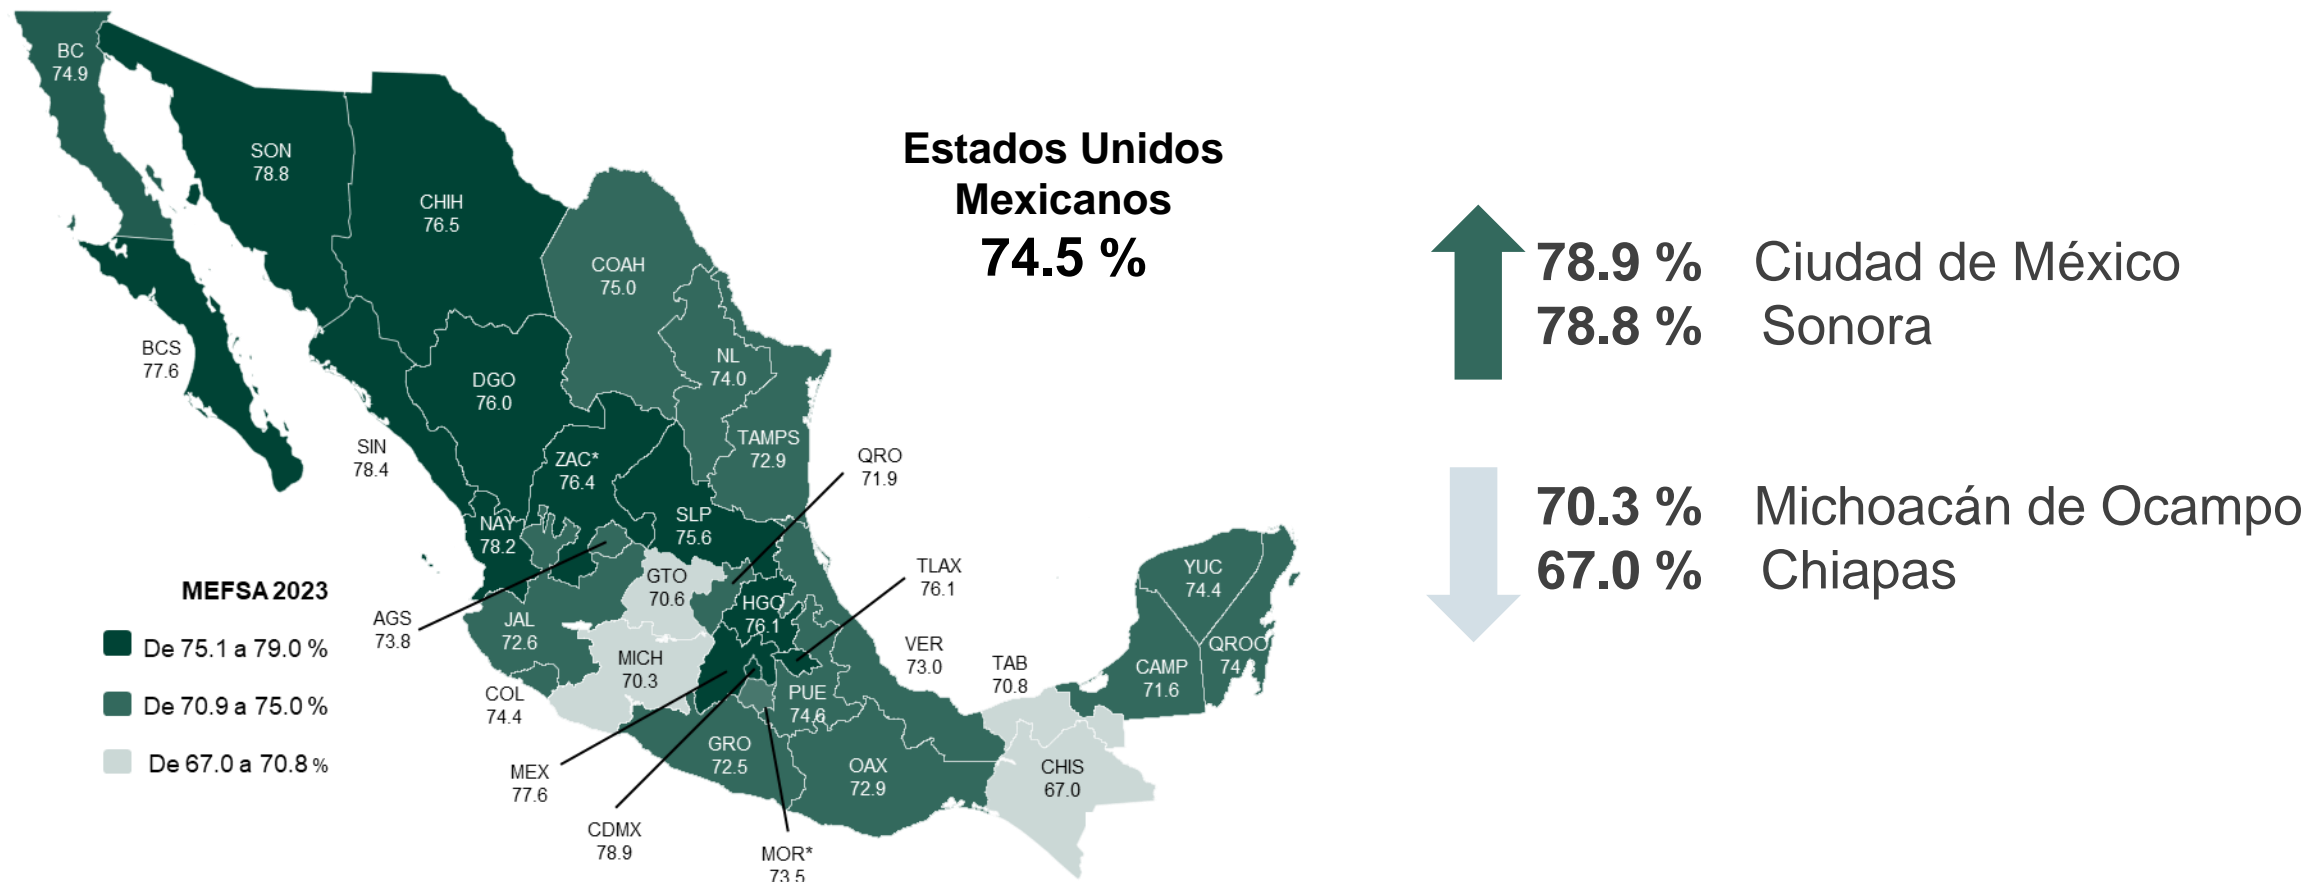 BC
74.9
SON
78.8
CHIH
76.5
COAH
75.0
Estados Unidos
Mexicanos
74.5 %
BCS
77.6
DGO
76.0
NL
74.0
SIN
78.4
ZAC*
76.4
TAMPS
72.9
QRO
71.9
NAY
78.2
SLP
75.6
AGS
73.8
GTO
70.6
TLAX
76.1
HGO
76.1
JAL
72.6
MICH
70.3
VER
73.0
TAB
70.8
YUC
74.4
QROO
CAMP
71.6
COL
74.4
PUE
74.6
MEX
77.6
GRO
72.5
OAX
72.9
CHIS
67.0
CDMX
78.9
MOR*
73.5
MEFSA 2023
De 75.1 a 79.0 %
De 70.9 a 75.0 %
De 67.0 a 70.8 %
78.9 % Ciudad de México
78.8 % Sonora
70.3 % Michoacán de Ocampo
67.0 % Chiapas